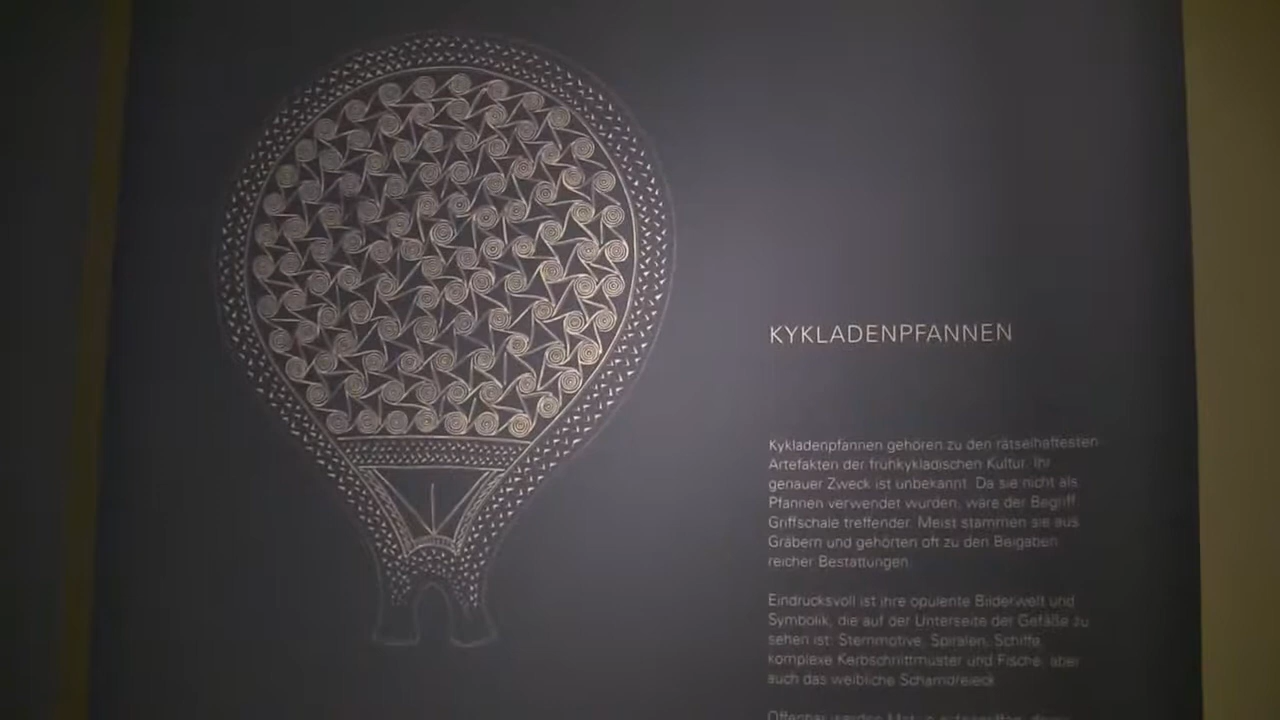 KYKLADENPFANNEN
Kykladenpfannen gehören zu den rätselhaftesten
Artefakten der frühkykladischen Kultur. Ihr
genauer Zweck ist unbekannt. Da sie nicht als
Pfannen verwendet wurden, wäre der Begriff
Griffschale treffender. Meist stammen sie aus
Gräbern und gehörten oft zu den Beigaben
reicher Bestattungen.
Eindrucksvoll ist ihre opulente Bilderwelt und
Symbolik, die auf der Unterseite der Gefäße zu
sehen ist: Sternmotive, Spiralen, Schiffe,
komplexe Kerbschnittmuster und Fische, aber
auch das weibliche Schamdreieck.